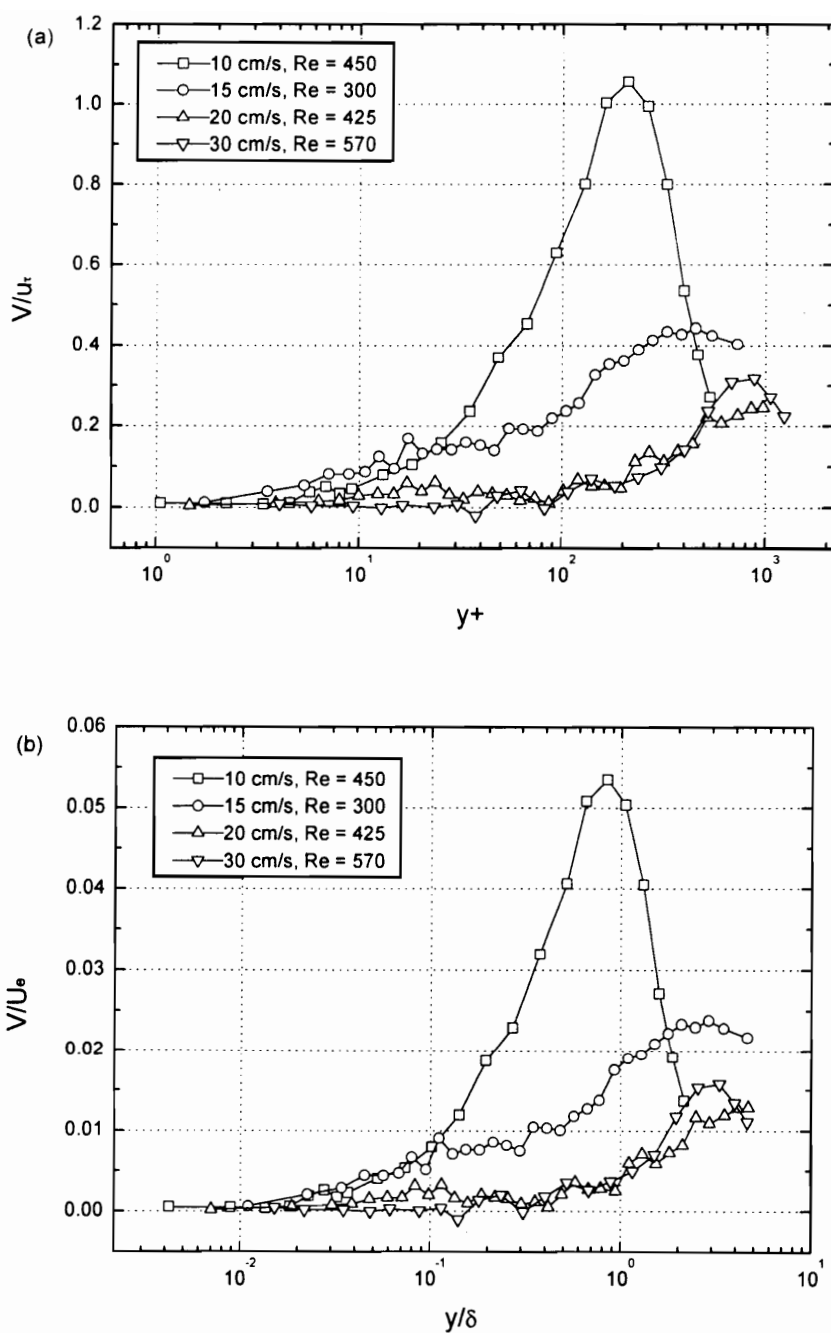 (a)
1.2
1.0
0.8
0.6
0.4
0.2
0.0
V/uτ
10 cm/s, Re = 450
15 cm/s, Re = 300
20 cm/s, Re = 425
30 cm/s, Re = 570
10⁰
10¹
10²
10³
y+
(b)
0.06
0.05
0.04
0.03
0.02
0.01
0.00
V/Ue
10 cm/s, Re = 450
15 cm/s, Re = 300
20 cm/s, Re = 425
30 cm/s, Re = 570
10⁻²
10⁻¹
10⁰
10¹
y/δ